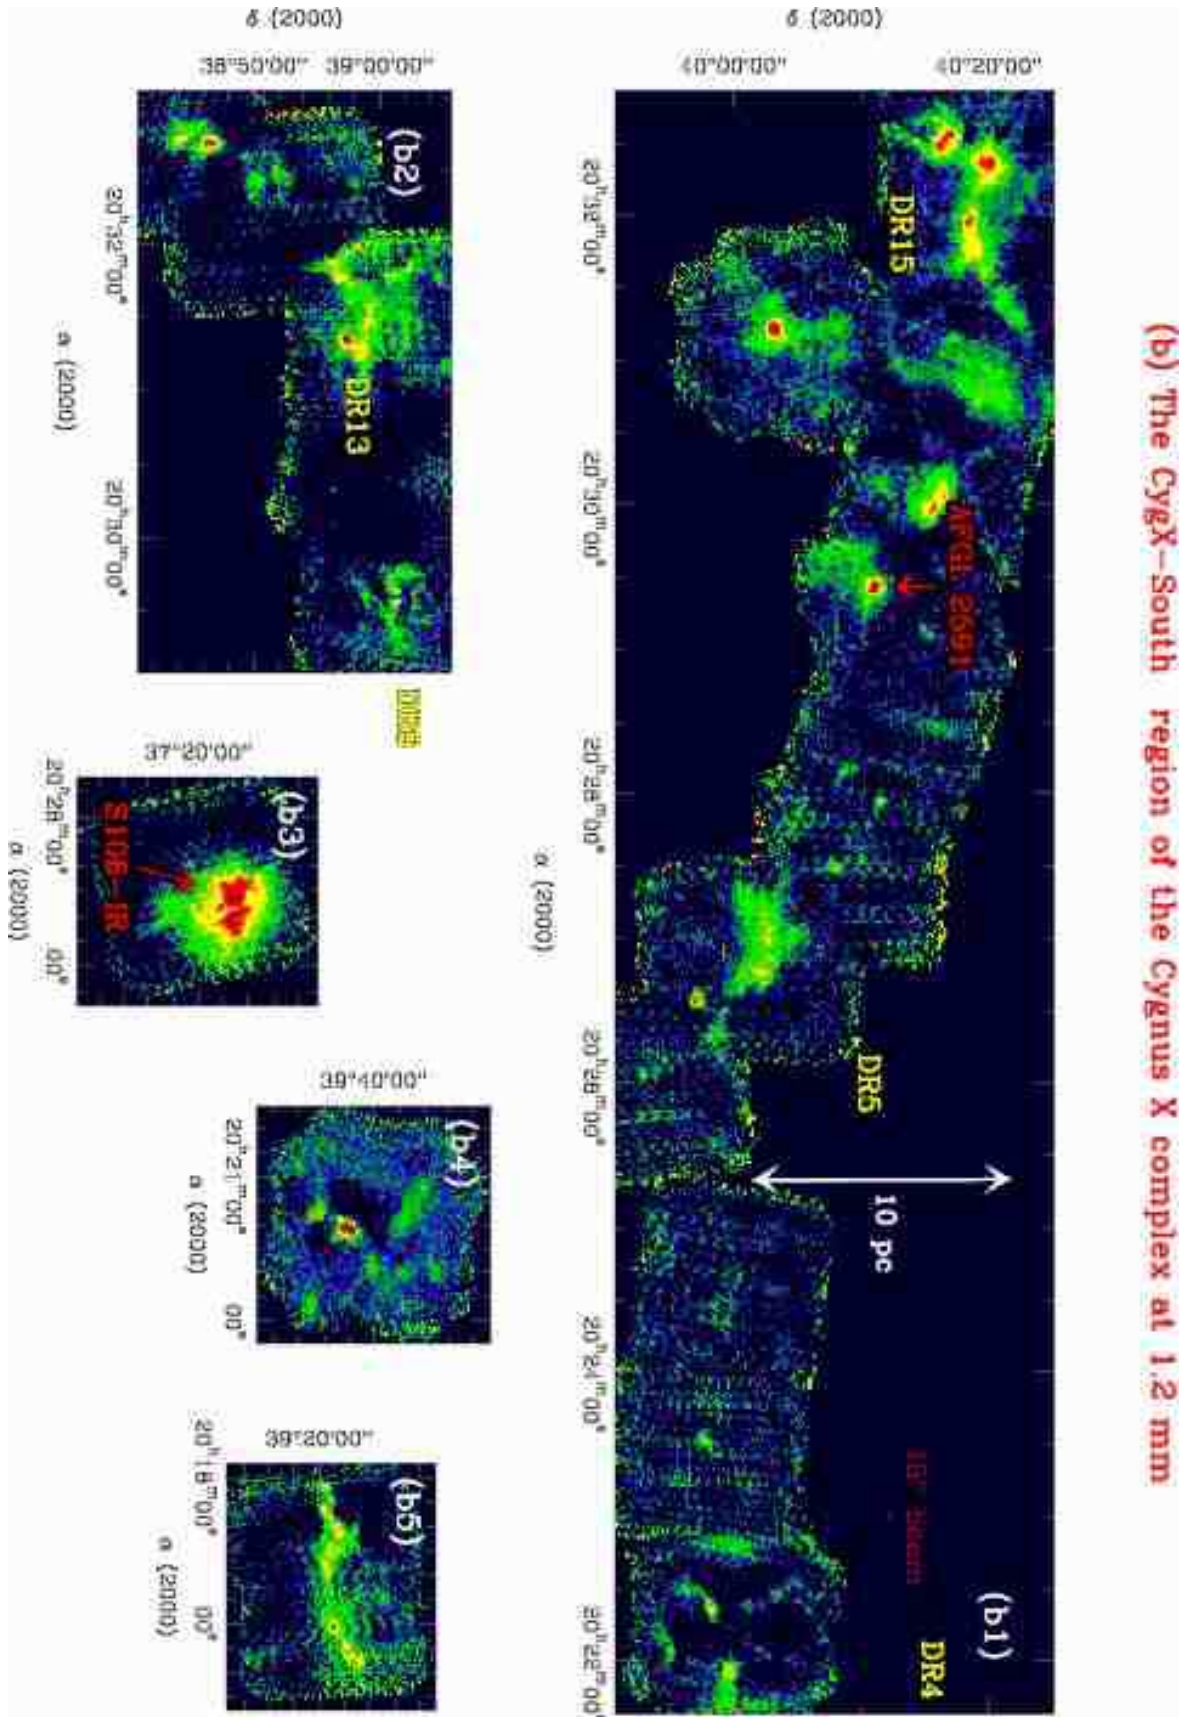 (b) The CygX-South region of the Cygnus X complex at 1.2 mm
δ (2000)
40°20'00"
40°00'00"
DR15
AFGL 2591
DR5
10 pc
(b1)
DR4
20ʰ32ᵐ00ˢ
20ʰ30ᵐ00ˢ
20ʰ28ᵐ00ˢ
20ʰ26ᵐ00ˢ
20ʰ24ᵐ00ˢ
20ʰ22ᵐ00ˢ
α (2000)
δ (2000)
39°00'00"
38°50'00"
(b2)
DR13
20ʰ32ᵐ00ˢ
20ʰ30ᵐ00ˢ
α (2000)
37°20'00"
(b3)
S106-IR
20ʰ28ᵐ00ˢ
00ˢ
α (2000)
39°40'00"
(b4)
20ʰ21ᵐ00ˢ
00ˢ
α (2000)
39°20'00"
(b5)
20ʰ18ᵐ00ˢ
00ˢ
α (2000)